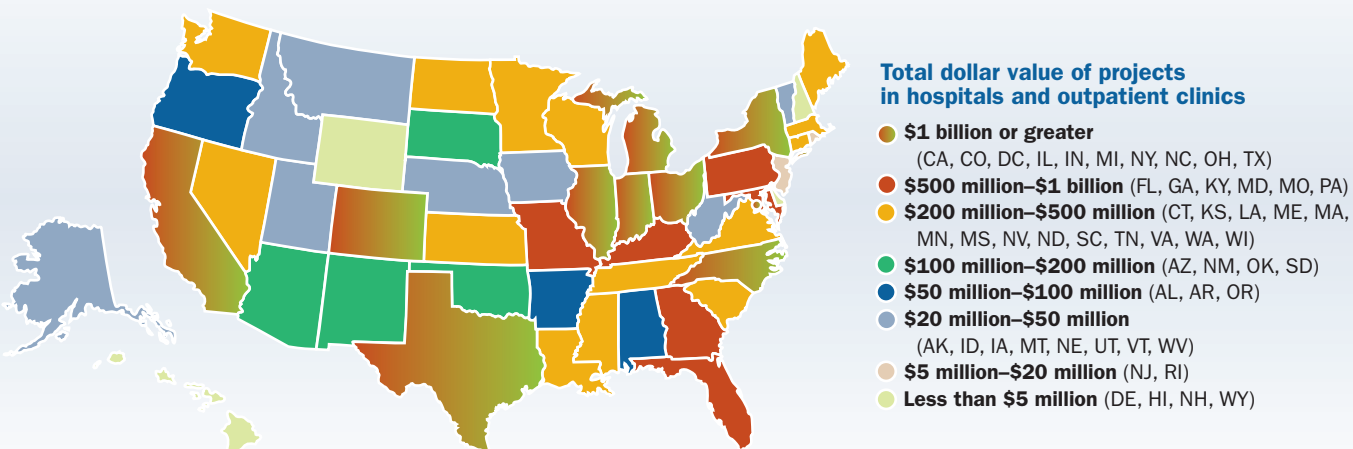 Total dollar value of projects
in hospitals and outpatient clinics
$1 billion or greater
(CA, CO, DC, IL, IN, MI, NY, NC, OH, TX)
$500 million–$1 billion (FL, GA, KY, MD, MO, PA)
$200 million–$500 million (CT, KS, LA, ME, MA,
MN, MS, NV, ND, SC, TN, VA, WA, WI)
$100 million–$200 million (AZ, NM, OK, SD)
$50 million–$100 million (AL, AR, OR)
$20 million–$50 million
(AK, ID, IA, MT, NE, UT, VT, WV)
$5 million–$20 million (NJ, RI)
Less than $5 million (DE, HI, NH, WY)